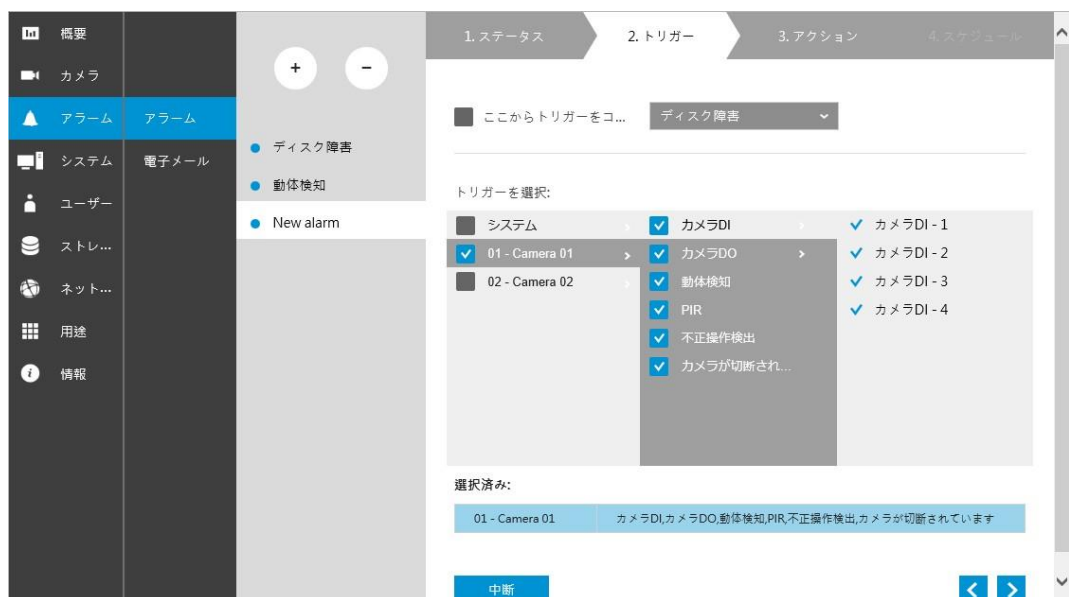 概要
カメラ
アラーム
システム
ユーザー
ストレ...
ネット...
用途
情報
アラーム
電子メール
+
-
ディスク障害
動体検知
New alarm
1. ステータス
2. トリガー
3. アクション
4. スケジュール
ここからトリガーをコ...
ディスク障害
トリガーを選択:
システム
01 - Camera 01
02 - Camera 02
カメラDI
カメラDO
動体検知
PIR
不正操作検出
カメラが切断され...
カメラDI - 1
カメラDI - 2
カメラDI - 3
カメラDI - 4
選択済み:
01 - Camera 01 カメラDI,カメラDO,動体検知,PIR,不正操作検出,カメラが切断されています
中断